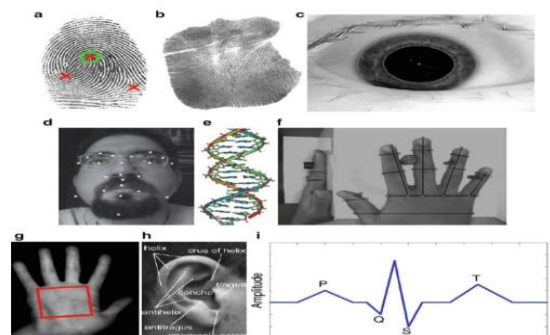 a
b
c
d
e
f
g
h
i
helix
crus of helix
tragus
concha
antihelix
antitragus
Amplitude
P
Q
S
T